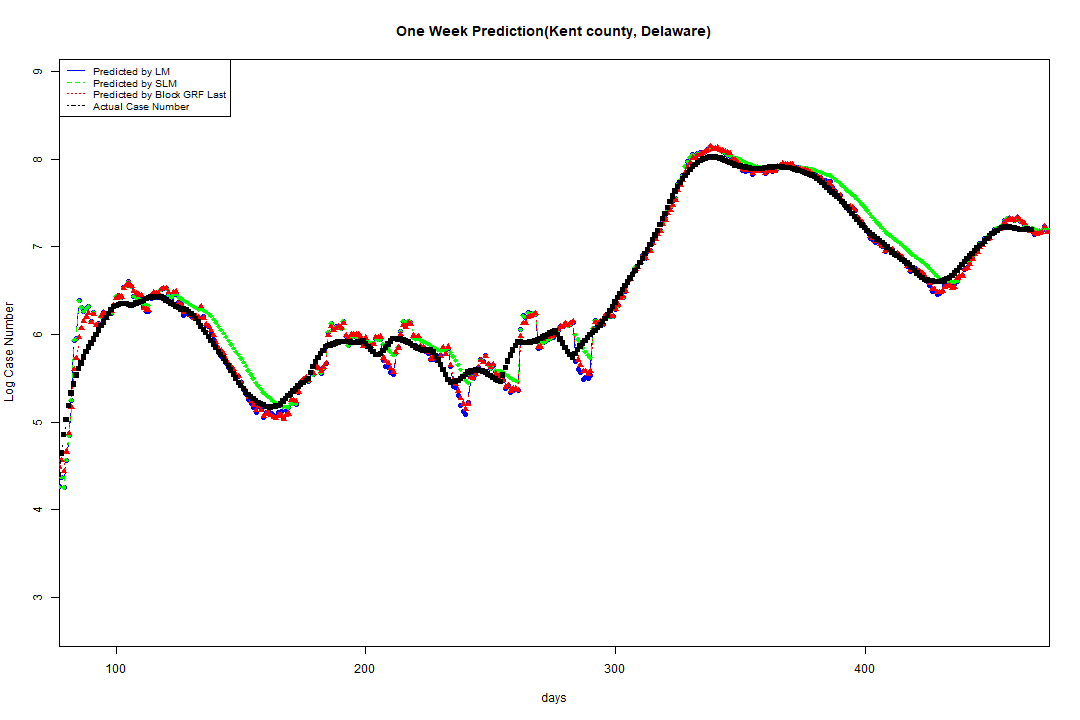 One Week Prediction(Kent county, Delaware)
Predicted by LM
Predicted by SLM
Predicted by Block GRF Last
Actual Case Number
9
8
7
6
5
4
3
Log Case Number
100 200 300 400
days